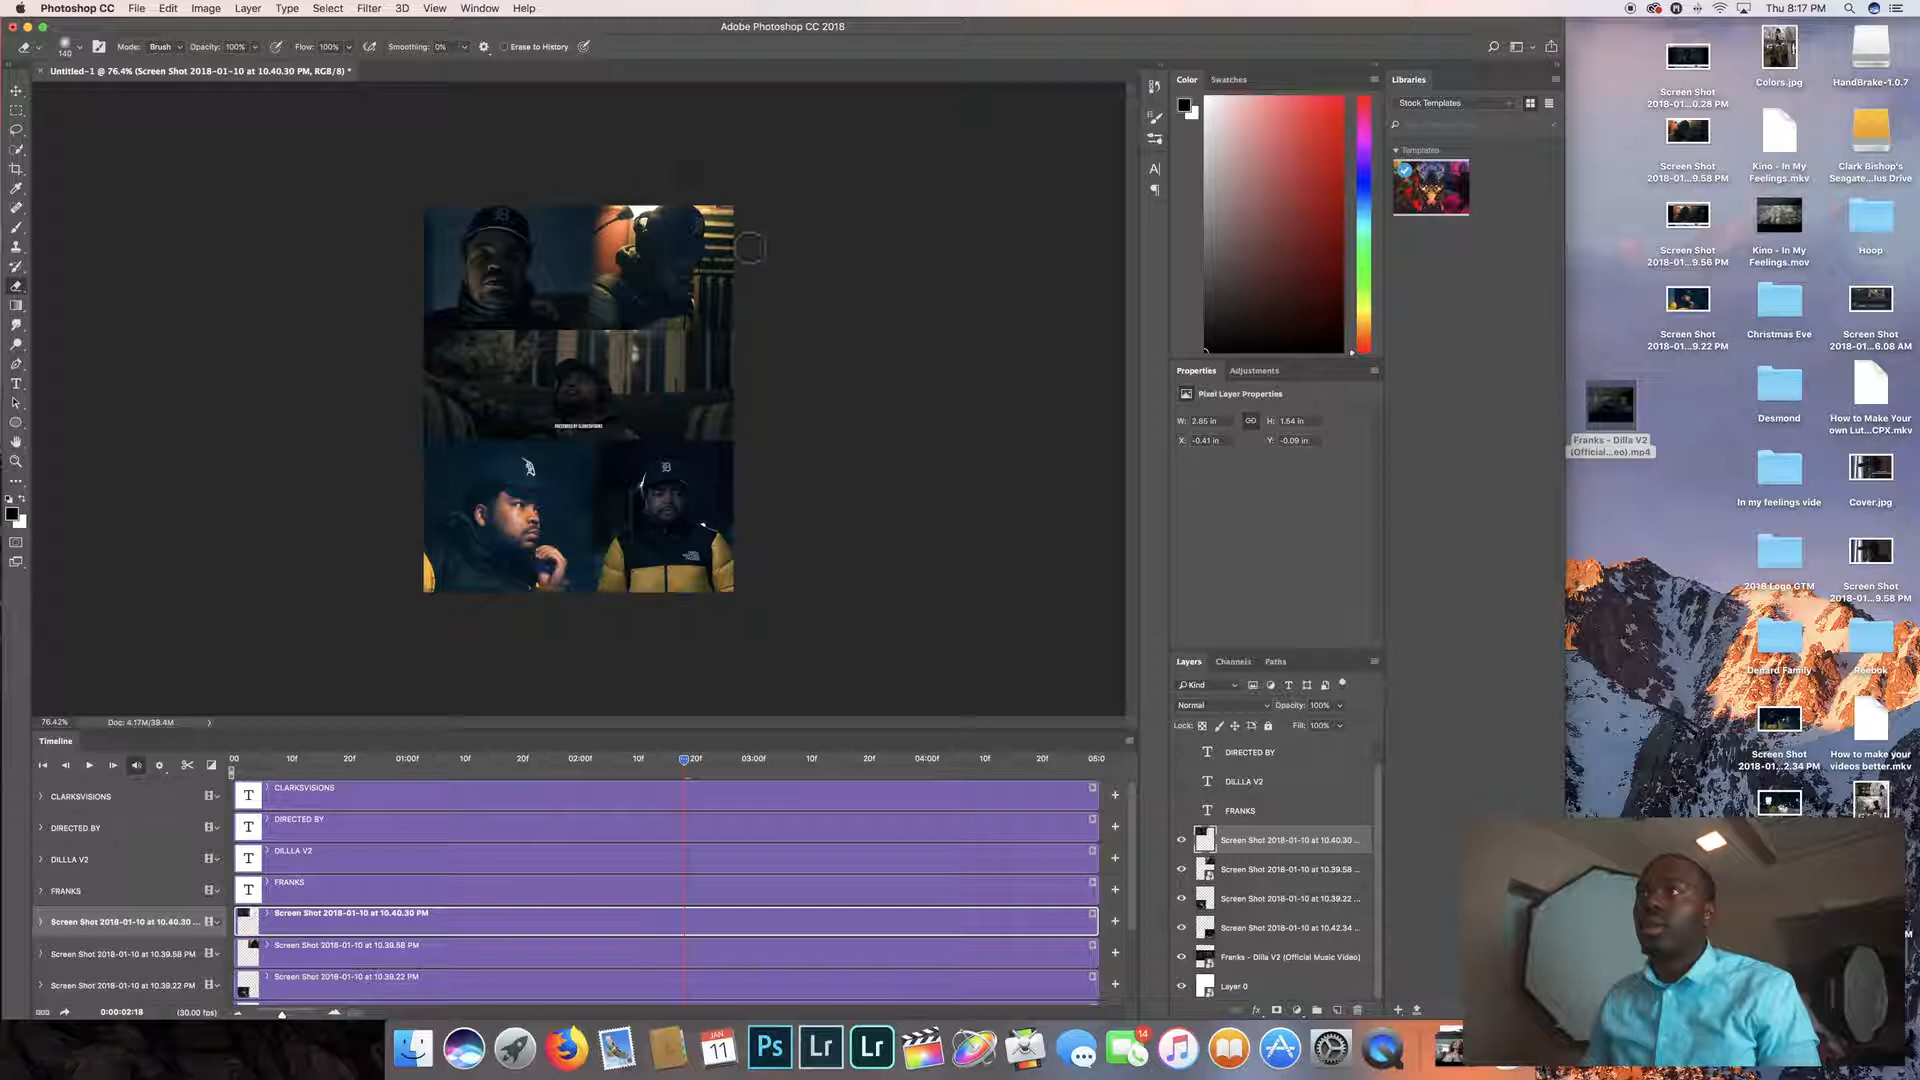 Photoshop CC File Edit Image Layer Type Select Filter 3D View Window Help
Thu 8:17 PM
Adobe Photoshop CC 2018
140 Mode: Brush Opacity: 100% Flow: 100% Smoothing: 0% Erase to History
Untitled-1 @ 76.4% (Screen Shot 2018-01-10 at 10.40.30 PM, RGB/8) *
Color Swatches
Libraries
Stock Templates
Templates
PRESENTED BY CLARKSVISIONS
Properties Adjustments
Pixel Layer Properties
W: 2.85 in H: 1.54 in
X: -0.41 in Y: -0.09 in
Layers Channels Paths
Kind
Normal Opacity: 100%
Lock: Fill: 100%
DIRECTED BY
DILLLA V2
FRANKS
Screen Shot 2018-01-10 at 10.40.30 ...
Screen Shot 2018-01-10 at 10.39.58 ...
Screen Shot 2018-01-10 at 10.39.22 ...
Screen Shot 2018-01-10 at 10.42.34 ...
Franks - Dilla V2 (Official Music Video)
Layer 0
76.42% Doc: 4.17M/39.4M
Timeline
00 10f 20f 01:00f 10f 20f 02:00f 10f 20f 03:00f 10f 20f 04:00f 10f 20f 05:0
CLARKSVISIONS CLARKSVISIONS
DIRECTED BY DIRECTED BY
DILLLA V2 DILLLA V2
FRANKS FRANKS
Screen Shot 2018-01-10 at 10.40.30 ... Screen Shot 2018-01-10 at 10.40.30 PM
Screen Shot 2018-01-10 at 10.39.58 PM Screen Shot 2018-01-10 at 10.39.58 PM
Screen Shot 2018-01-10 at 10.39.22 PM Screen Shot 2018-01-10 at 10.39.22 PM
0:00:02:18 (30.00 fps)
Screen Shot
2018-01...0.28 PM
Colors.jpg
HandBrake-1.0.7
Screen Shot
2018-01...9.58 PM
Kino - In My
Feelings.mkv
Clark Bishop's
Seagate...lus Drive
Screen Shot
2018-01...9.56 PM
Kino - In My
Feelings.mov
Hoop
Screen Shot
2018-01...9.22 PM
Christmas Eve
Screen Shot
2018-01...6.08 AM
Franks - Dilla V2
(Official...eo).mp4
Desmond
How to Make Your
own Lut...CPX.mkv
In my feelings vide
Cover.jpg
2018 Logo GTM
Screen Shot
2018-01...9.58 PM
Denard Family
Reebok
Screen Shot
2018-01...2.34 PM
How to make your
videos better.mkv
JAN
11
Ps
Lr
Lr
14